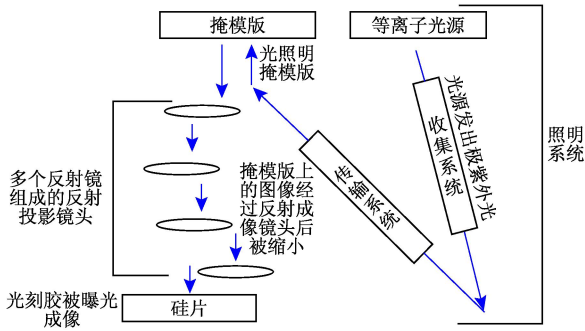 掩模版
等离子光源
光照明
掩模版
光源发出极紫外光
收集系统
照明
系统
传输系统
多个反射镜
组成的反射
投影镜头
掩模版上
的图像经
过反射成
像镜头后
被缩小
光刻胶被曝光
成像
硅片